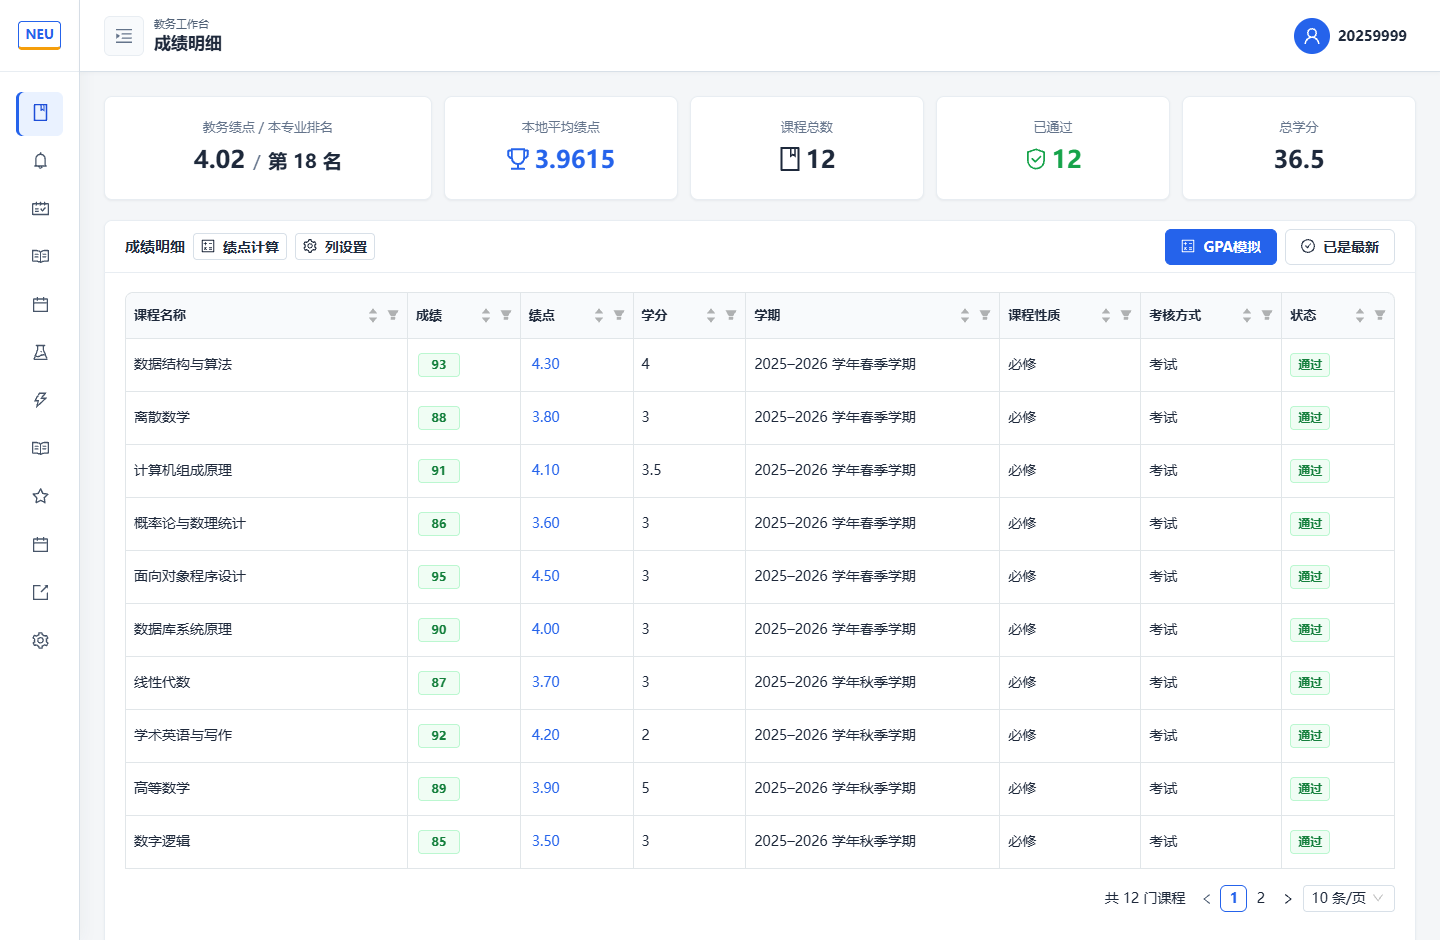 NEU
教务工作台
成绩明细
20259999
教务绩点 / 本专业排名
4.02 / 第 18 名
本地平均绩点
3.9615
课程总数
12
已通过
12
总学分
36.5
成绩明细 绩点计算 列设置 GPA模拟 已是最新
课程名称 成绩 绩点 学分 学期 课程性质 考核方式 状态
数据结构与算法 93 4.30 4 2025–2026 学年春季学期 必修 考试 通过
离散数学 88 3.80 3 2025–2026 学年春季学期 必修 考试 通过
计算机组成原理 91 4.10 3.5 2025–2026 学年春季学期 必修 考试 通过
概率论与数理统计 86 3.60 3 2025–2026 学年春季学期 必修 考试 通过
面向对象程序设计 95 4.50 3 2025–2026 学年春季学期 必修 考试 通过
数据库系统原理 90 4.00 3 2025–2026 学年春季学期 必修 考试 通过
线性代数 87 3.70 3 2025–2026 学年秋季学期 必修 考试 通过
学术英语与写作 92 4.20 2 2025–2026 学年秋季学期 必修 考试 通过
高等数学 89 3.90 5 2025–2026 学年秋季学期 必修 考试 通过
数字逻辑 85 3.50 3 2025–2026 学年秋季学期 必修 考试 通过
共 12 门课程 1 2 10 条/页